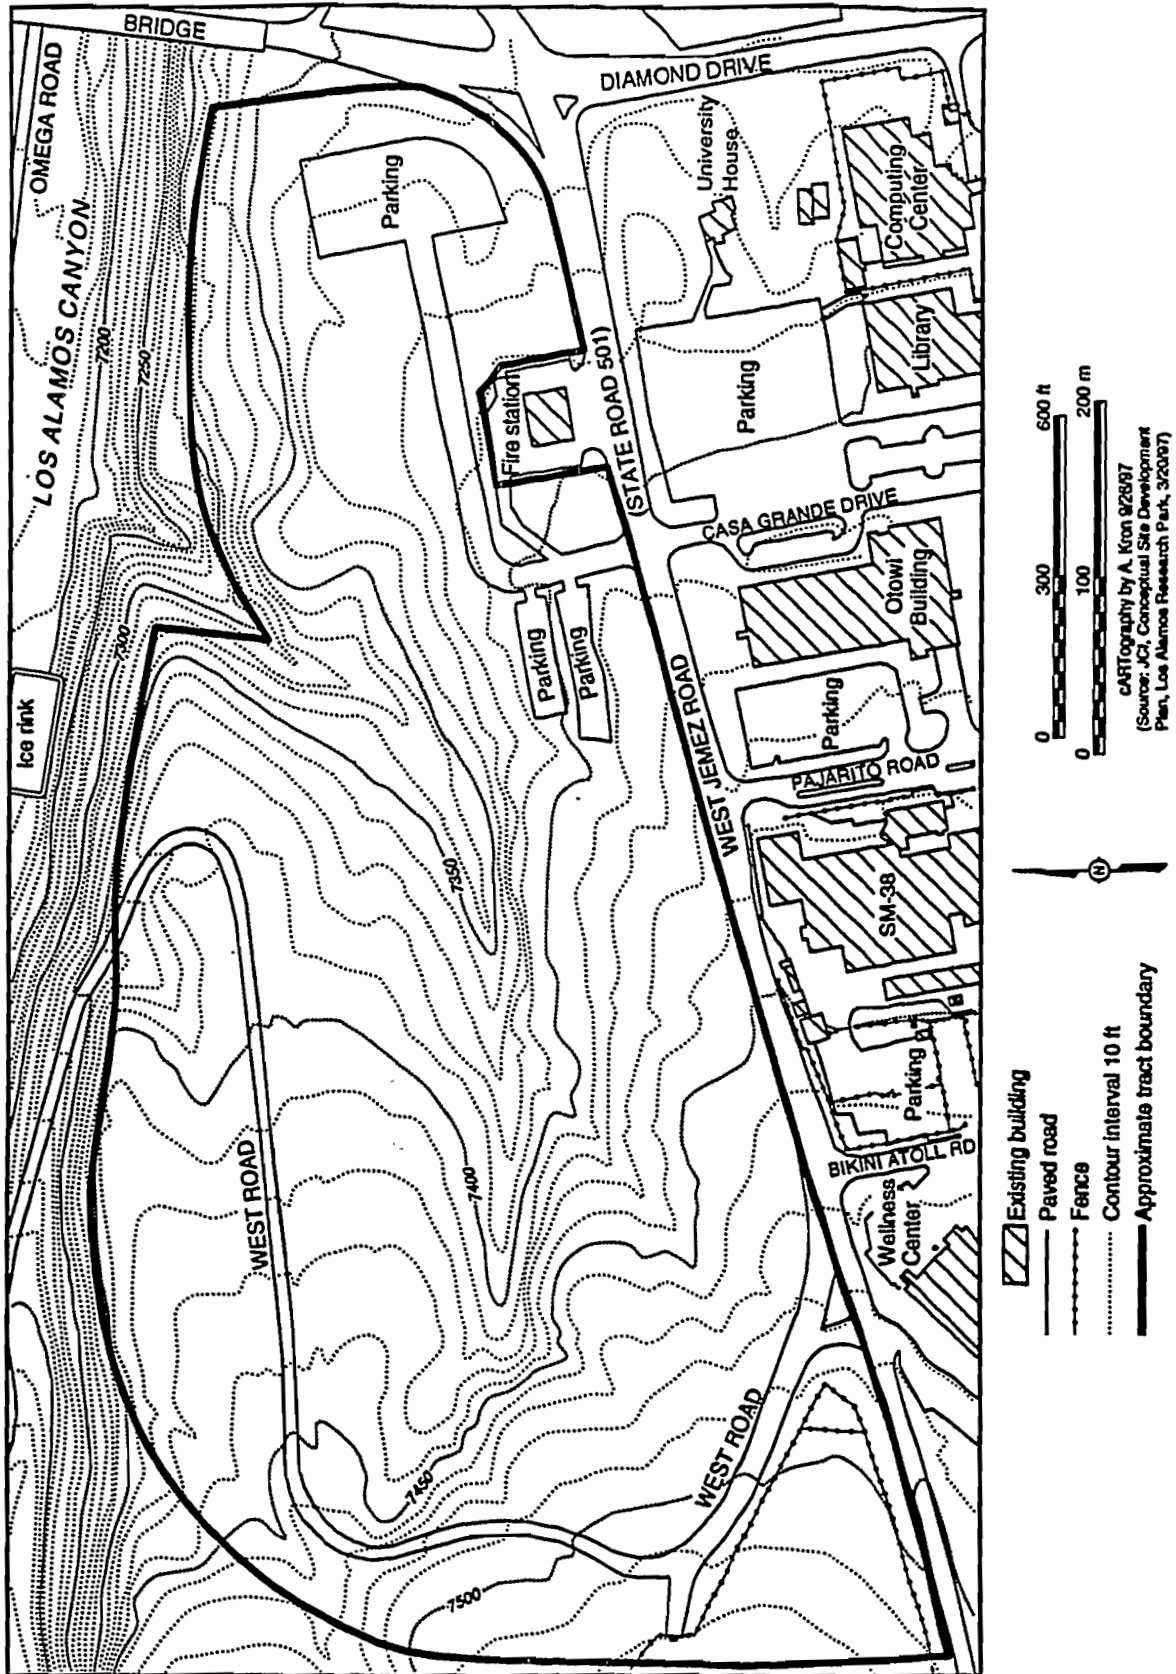 BRIDGE
OMEGA ROAD
LOS ALAMOS CANYON
7200
7250
7300
Ice rink
DIAMOND DRIVE
Parking
University
House
Computing
Center
Library
Fire station
(STATE ROAD 501)
Parking
CASA GRANDE DRIVE
Otowi
Building
Parking
Parking
WEST JEMEZ ROAD
Parking
PAJARITO ROAD
7350
SM-38
Parking
BIKINI ATOLL RD
Wellness
Center
7400
WEST ROAD
7450
WEST ROAD
7500
0 300 600 ft
0 100 200 m
cARTography by A. Kron 9/26/97
(Source: JCI, Conceptual Site Development
Plan, Los Alamos Research Park, 3/20/97)
N
Existing building
Paved road
Fence
Contour interval 10 ft
Approximate tract boundary